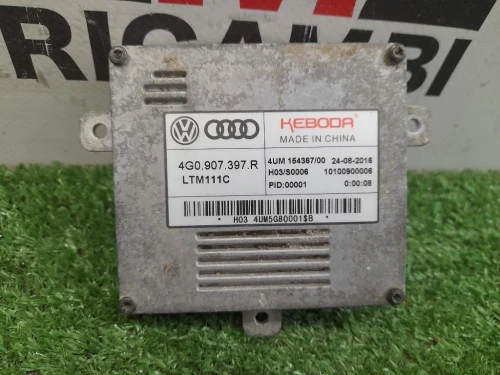 RICAMBI
KEBODA
MADE IN CHINA
4G0.907.397.R
LTM111C
4UM 154367/00 24-08-2016
H03/S0006 10100900006
PID:00001 0:00:08
* H03 4UM5G80001$B *